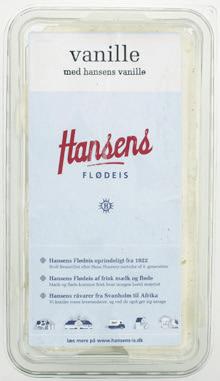 vanille
med hansens vanille
Hansens
FLØDEIS
H
Hansens Flødeis oprindeligt fra 1922
Hansens Flødeis af frisk mælk og fløde
Hansens råvarer fra Svanholm til Afrika
læs mere på www.hansens-is.dk